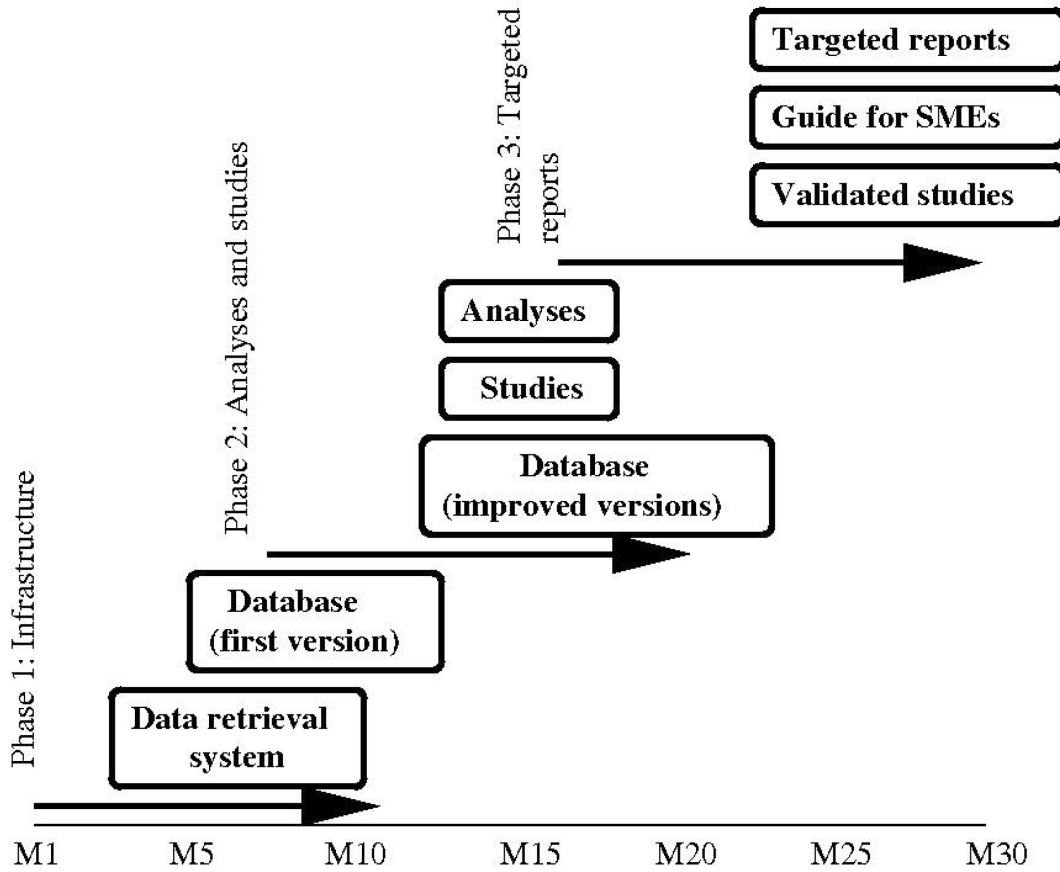 Targeted reports
Guide for SMEs
Validated studies
Phase 3: Targeted
reports
Analyses
Studies
Database
(improved versions)
Phase 2: Analyses and studies
Database
(first version)
Data retrieval
system
Phase 1: Infrastructure
M1 M5 M10 M15 M20 M25 M30